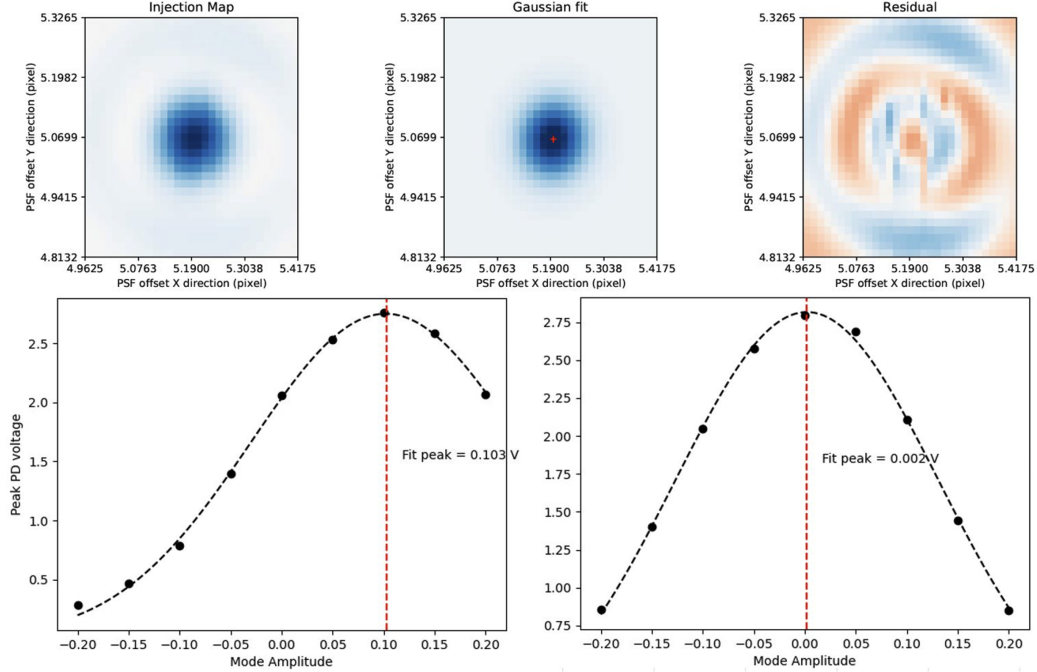 Injection Map
5.3265
5.1982
5.0699
4.9415
4.8132
PSF offset Y direction (pixel)
4.9625 5.0763 5.1900 5.3038 5.4175
PSF offset X direction (pixel)
Gaussian fit
5.3265
5.1982
5.0699
4.9415
4.8132
PSF offset Y direction (pixel)
4.9625 5.0763 5.1900 5.3038 5.4175
PSF offset X direction (pixel)
Residual
5.3265
5.1982
5.0699
4.9415
4.8132
PSF offset Y direction (pixel)
4.9625 5.0763 5.1900 5.3038 5.4175
PSF offset X direction (pixel)
2.5
2.0
1.5
1.0
0.5
Peak PD voltage
Fit peak = 0.103 V
−0.20 −0.15 −0.10 −0.05 0.00 0.05 0.10 0.15 0.20
Mode Amplitude
2.75
2.50
2.25
2.00
1.75
1.50
1.25
1.00
0.75
Fit peak = 0.002 V
−0.20 −0.15 −0.10 −0.05 0.00 0.05 0.10 0.15 0.20
Mode Amplitude